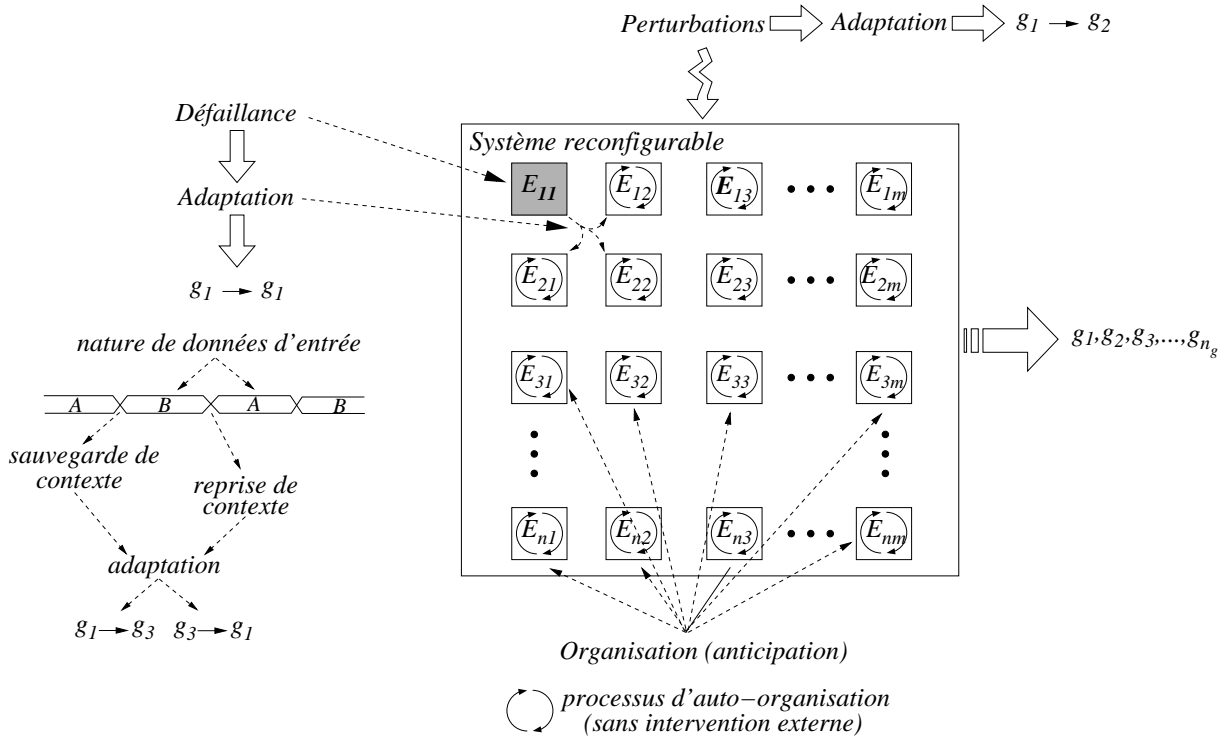 Perturbations Adaptation g1 → g2
Défaillance
Système reconfigurable
E11 E12 E13 • • • E1m
Adaptation
E21 E22 E23 • • • E2m
g1 → g1
g1,g2,g3,...,gng
nature de données d'entrée
E31 E32 E33 • • • E3m
A B A B
sauvegarde de
contexte
reprise de
contexte
En1 En2 En3 • • • Enm
adaptation
g1→g3 g3→g1
Organisation (anticipation)
processus d'auto–organisation
(sans intervention externe)